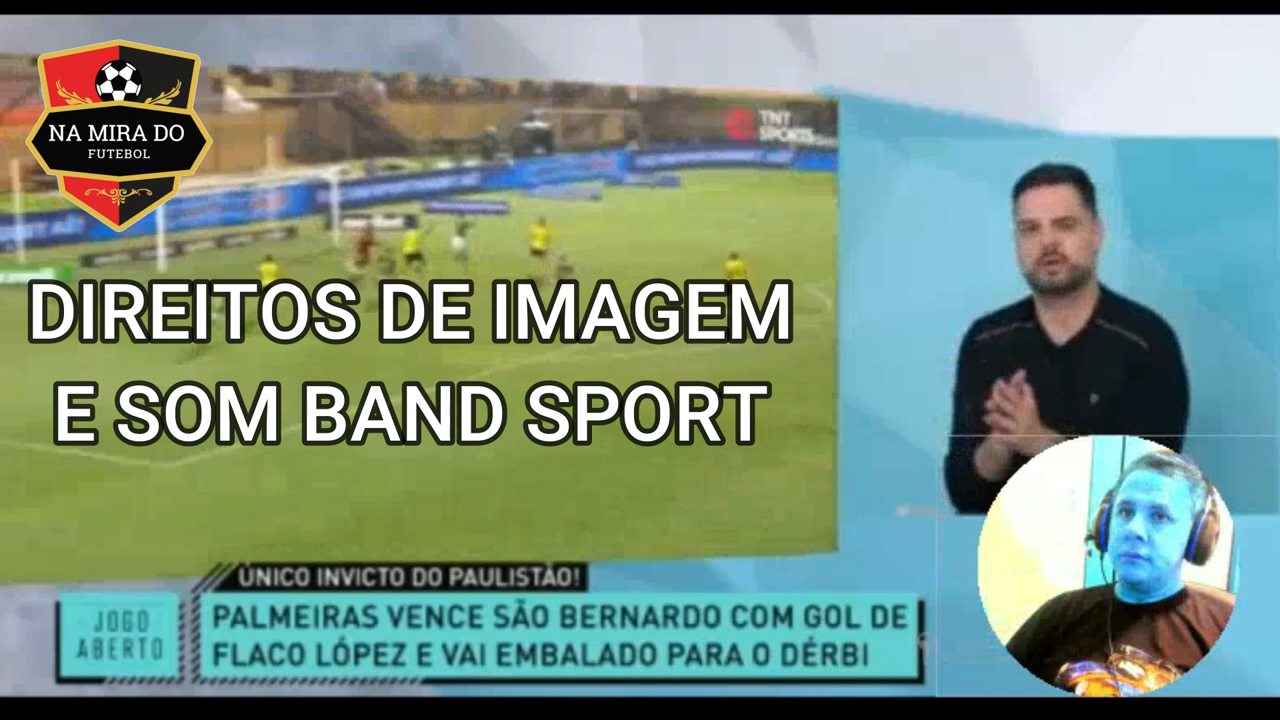 NA MIRA DO
FUTEBOL
TNT
SPORTS
DIREITOS DE IMAGEM
E SOM BAND SPORT
ÚNICO INVICTO DO PAULISTÃO!
JOGO
ABERTO
PALMEIRAS VENCE SÃO BERNARDO COM GOL DE
FLACO LÓPEZ E VAI EMBALADO PARA O DÉRBI